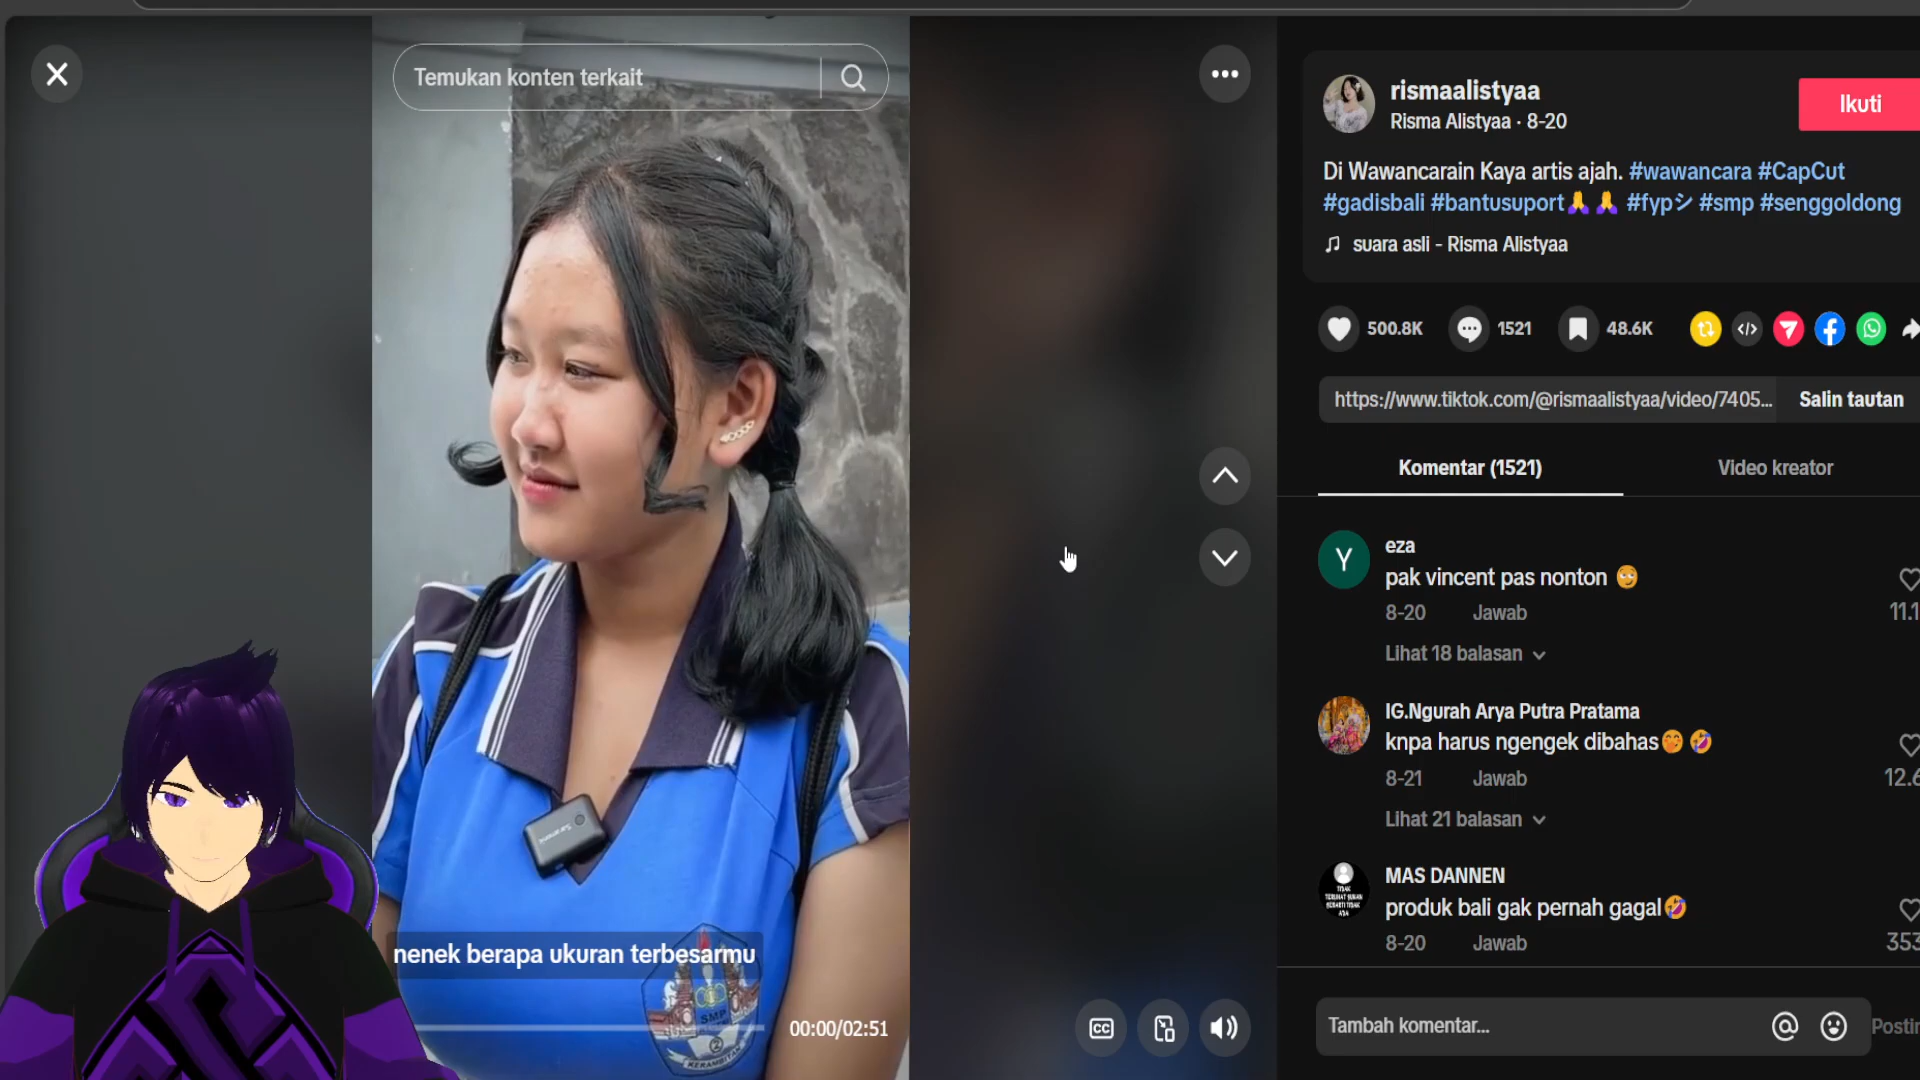 Temukan konten terkait
nenek berapa ukuran terbesarmu
SMP
2
KERAMBITAN
00:00/02:51
CC
rismaalistyaa
Risma Alistyaa · 8-20
Ikuti
Di Wawancarain Kaya artis ajah. #wawancara #CapCut
#gadisbali #bantusuport🙏🙏 #fypシ #smp #senggoldong
suara asli - Risma Alistyaa
500.8K
1521
48.6K
https://www.tiktok.com/@rismaalistyaa/video/7405...
Salin tautan
Komentar (1521)
Video kreator
Y
eza
pak vincent pas nonton
8-20 Jawab
11.1
Lihat 18 balasan
IG.Ngurah Arya Putra Pratama
knpa harus ngengek dibahas🤭🤣
8-21 Jawab
12.6
Lihat 21 balasan
MAS DANNEN
produk bali gak pernah gagal🤣
8-20 Jawab
353
Tambah komentar...
@
Postin